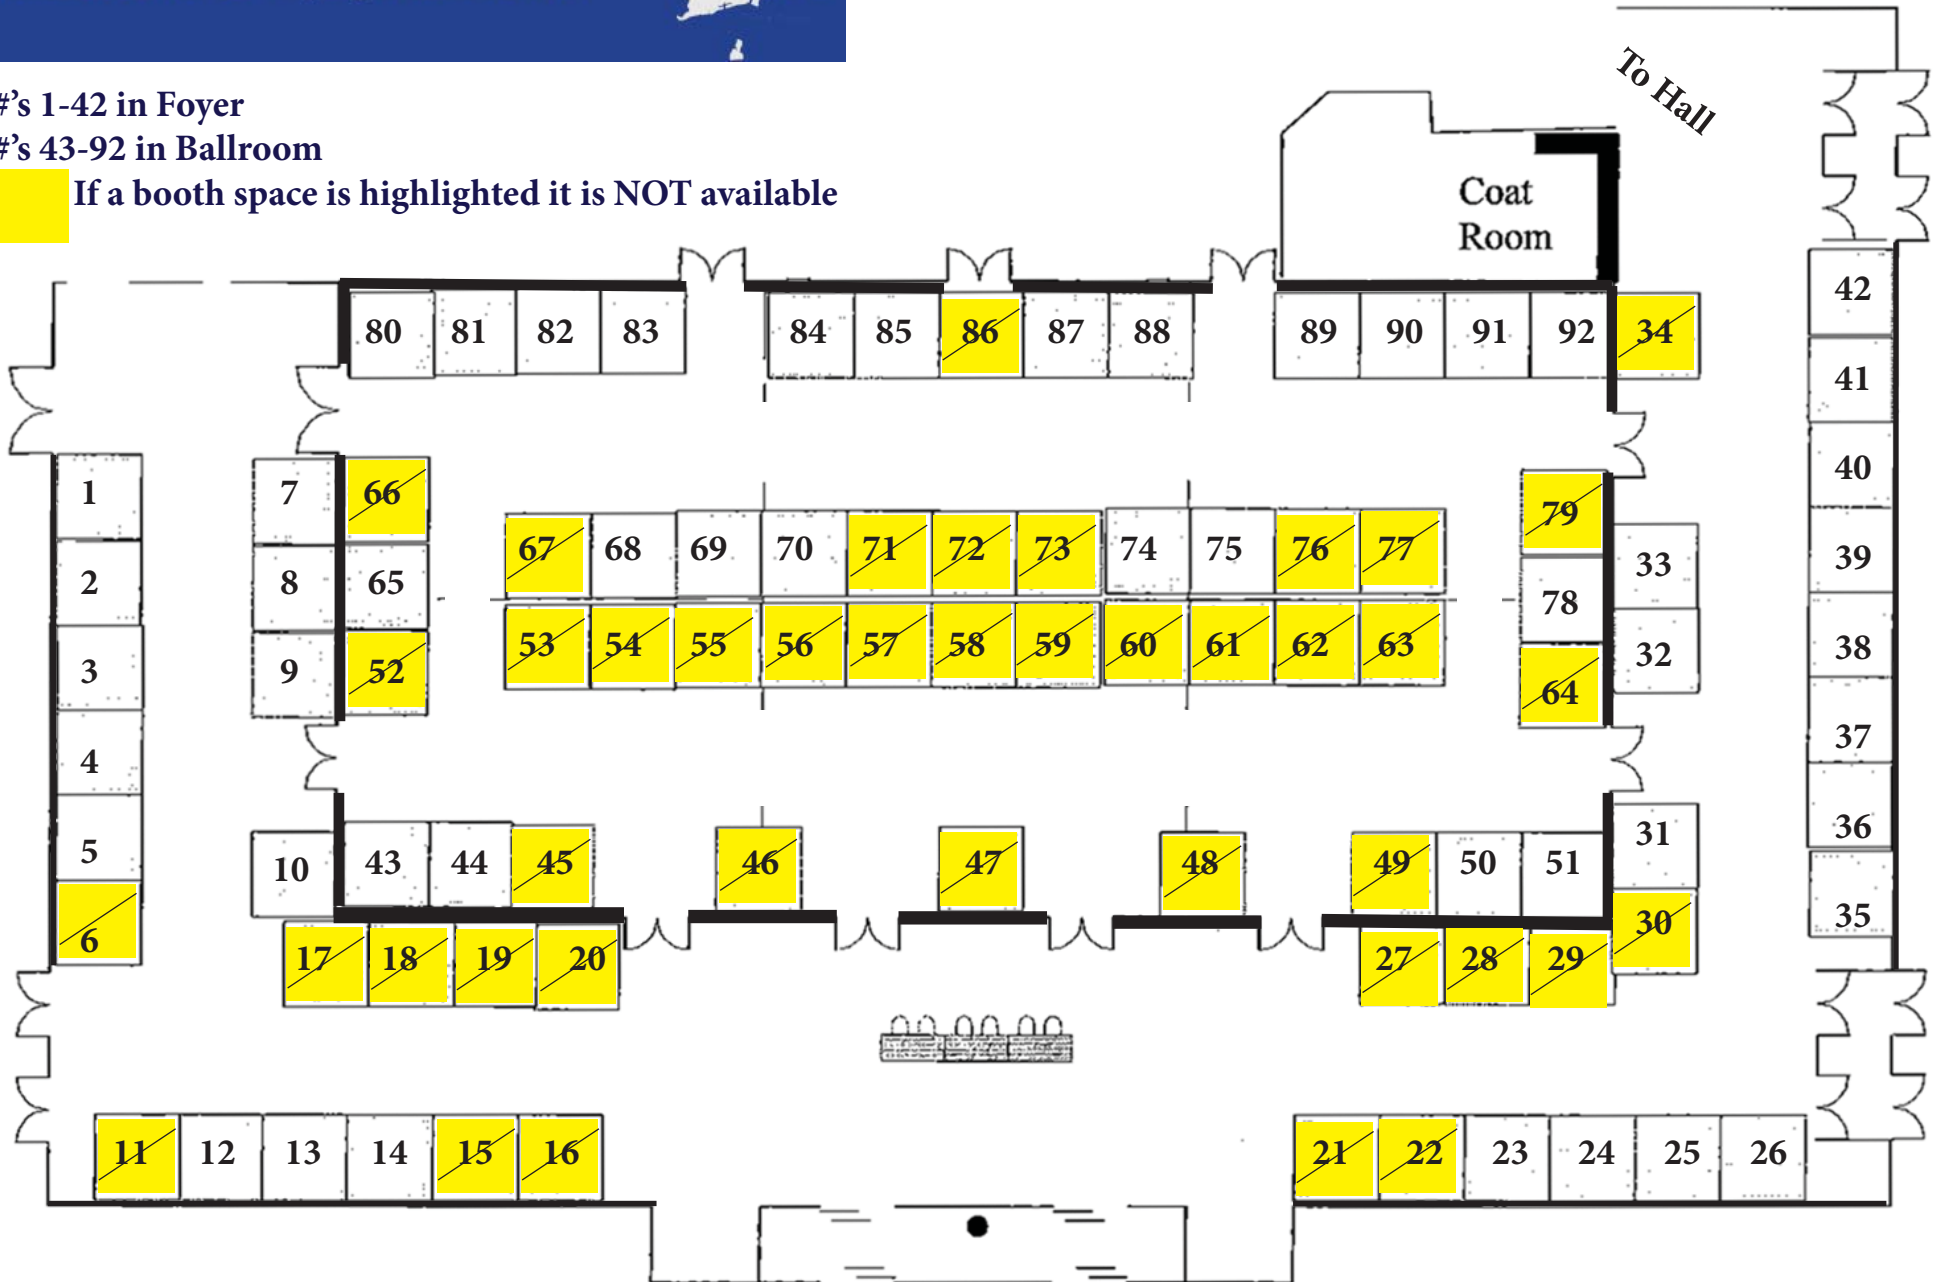 #’s 1-42 in Foyer
#’s 43-92 in Ballroom
If a booth space is highlighted it is NOT available
To Hall
Coat
Room
80 81 82 83 84 85 86 87 88 89 90 91 92 34
42
41
40
39
38
37
36
35
1
2
3
4
5
6
7
8
9
10
66
65
52
67 68 69 70 71 72 73 74 75 76 77
53 54 55 56 57 58 59 60 61 62 63
79
78
64
33
32
31
30
43 44 45 46 47 48 49 50 51
17 18 19 20 27 28 29
11 12 13 14 15 16 21 22 23 24 25 26